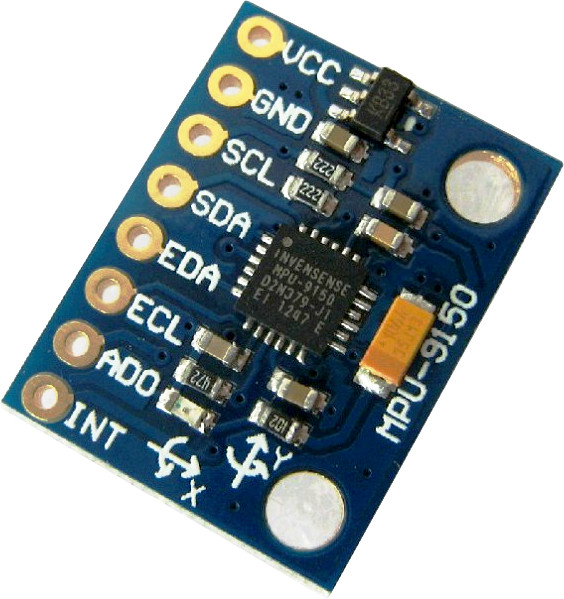 VCC
GND
SCL
SDA
EDA
ECL
ADO
INT
KB33
222
222
INVENSENSE
MPU-9150
D2M379-J1
EI 1247 E
MPU-9150
472
102
X
Y